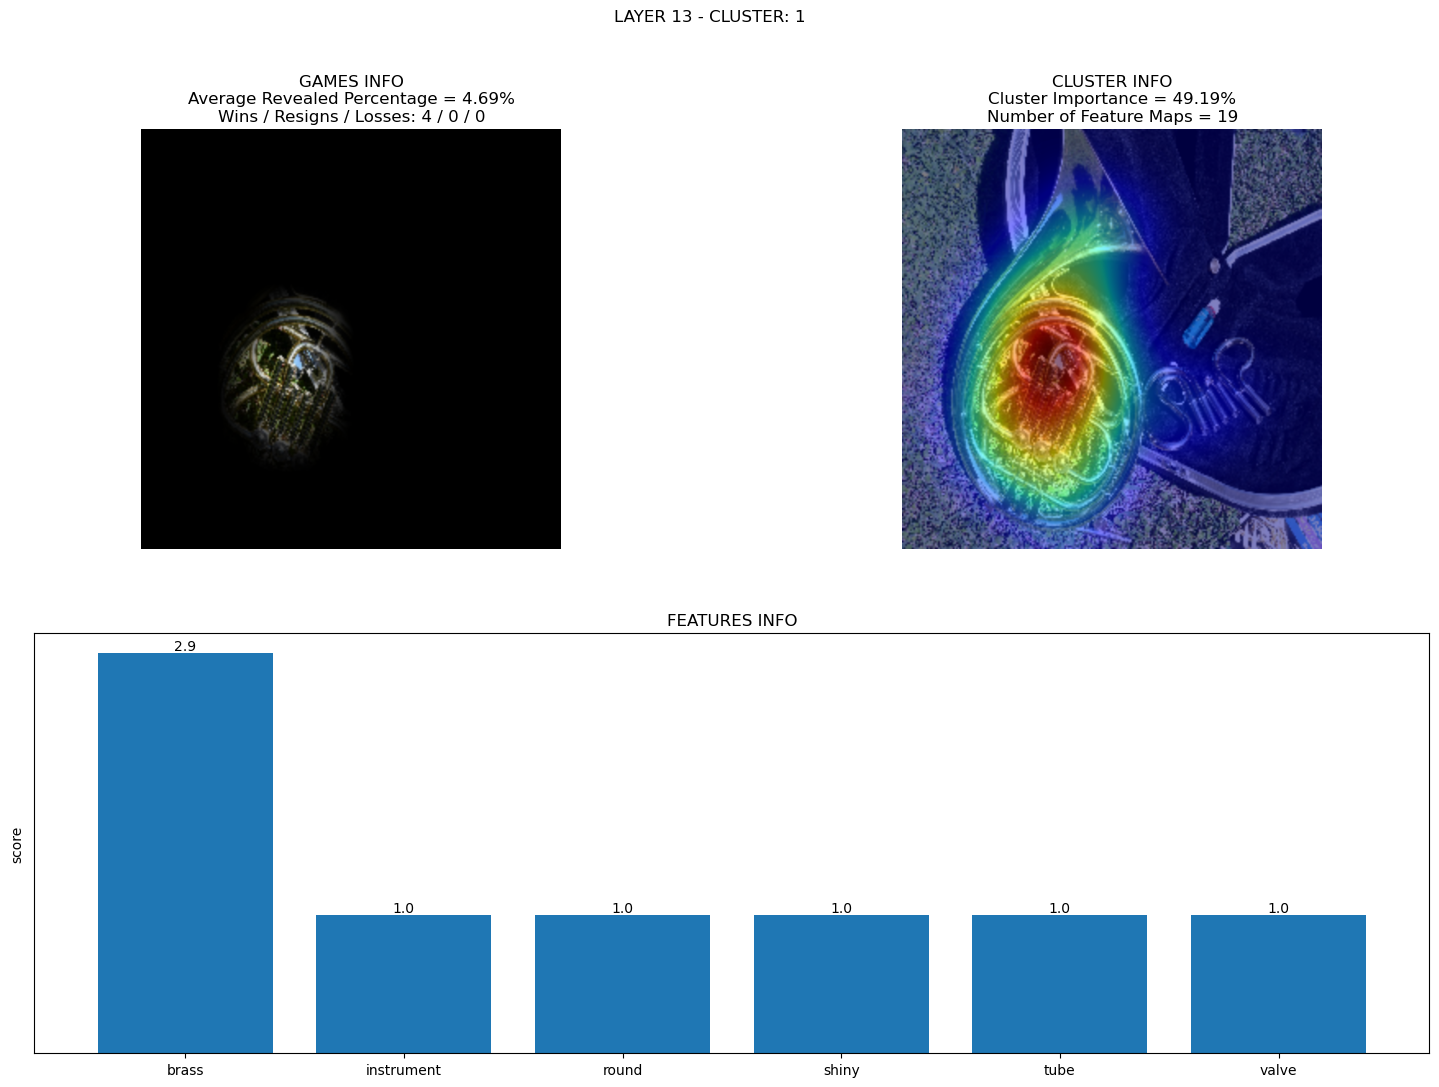 LAYER 13 - CLUSTER: 1
GAMES INFO
Average Revealed Percentage = 4.69%
Wins / Resigns / Losses: 4 / 0 / 0
CLUSTER INFO
Cluster Importance = 49.19%
Number of Feature Maps = 19
FEATURES INFO
score
2.9
1.0
1.0
1.0
1.0
1.0
brass
instrument
round
shiny
tube
valve